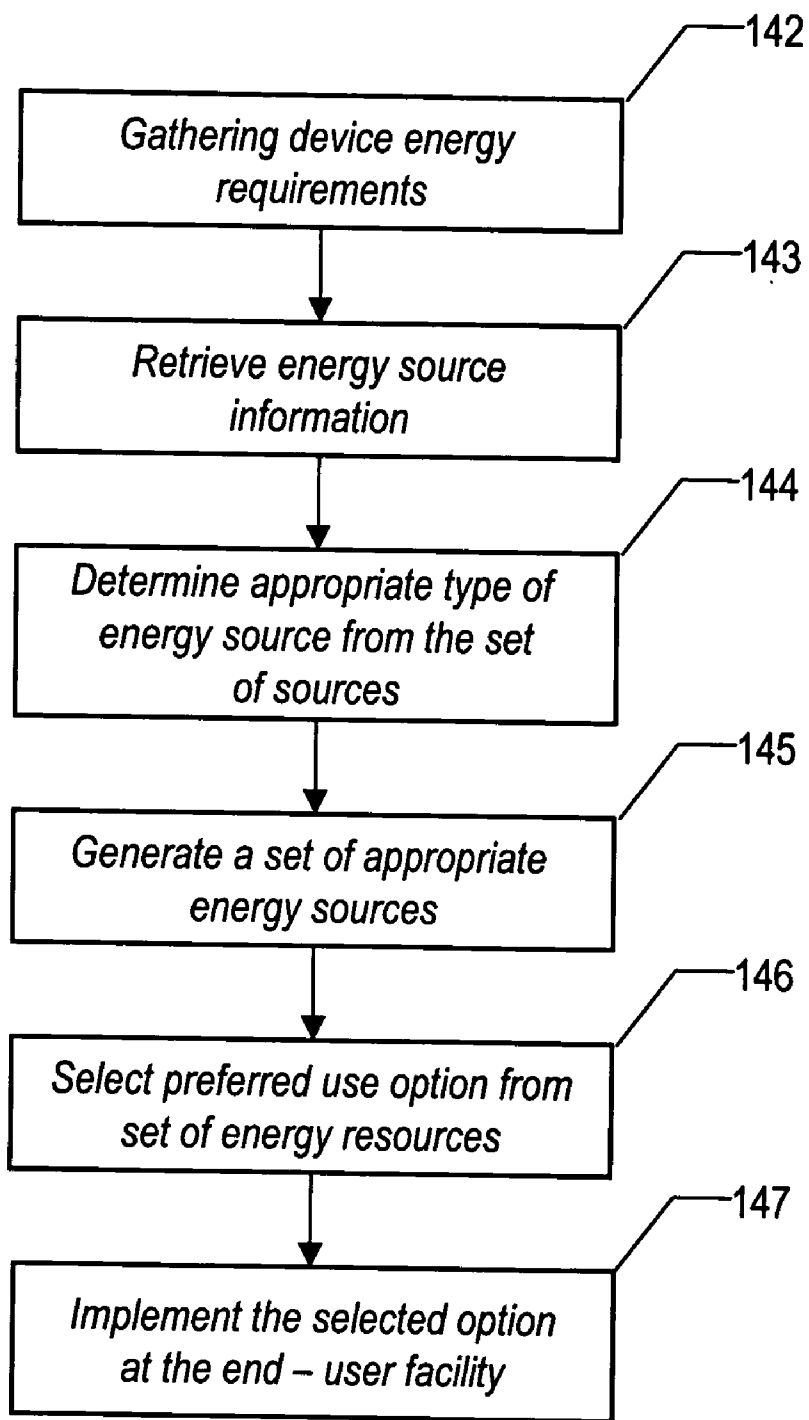 142
Gathering device energy
requirements
143
Retrieve energy source
information
144
Determine appropriate type of
energy source from the set
of sources
145
Generate a set of appropriate
energy sources
146
Select preferred use option from
set of energy resources
147
Implement the selected option
at the end – user facility